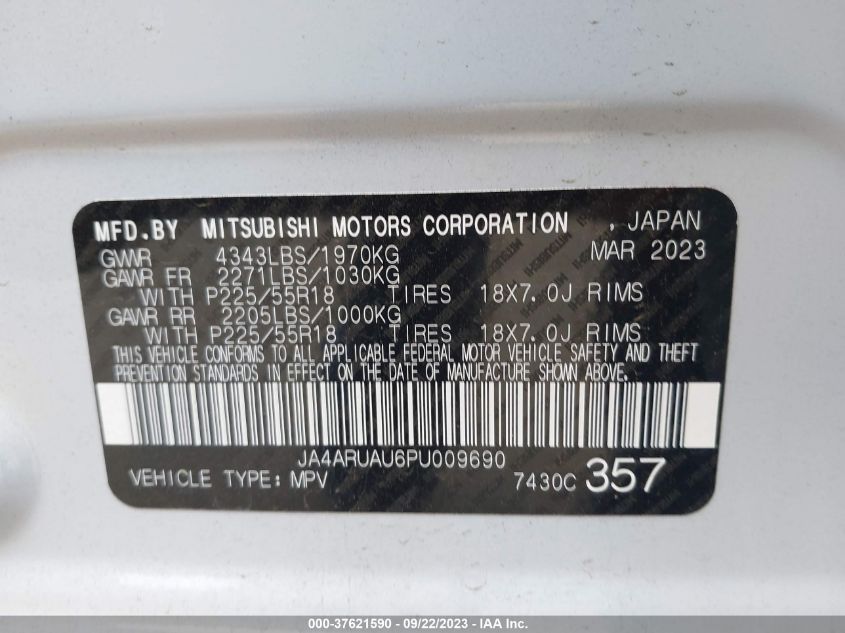 MFD.BY MITSUBISHI MOTORS CORPORATION , JAPAN
GVWR 4343LBS/1970KG MAR 2023
GAWR FR 2271LBS/1030KG
WITH P225/55R18 TIRES 18X7.0J RIMS
GAWR RR 2205LBS/1000KG
WITH P225/55R18 TIRES 18X7.0J RIMS
THIS VEHICLE CONFORMS TO ALL APPLICABLE FEDERAL MOTOR VEHICLE SAFETY AND THEFT
PREVENTION STANDARDS IN EFFECT ON THE DATE OF MANUFACTURE SHOWN ABOVE.
JA4ARUAU6PU009690
VEHICLE TYPE: MPV 7430C 357
000-37621590 - 09/22/2023 - IAA Inc.